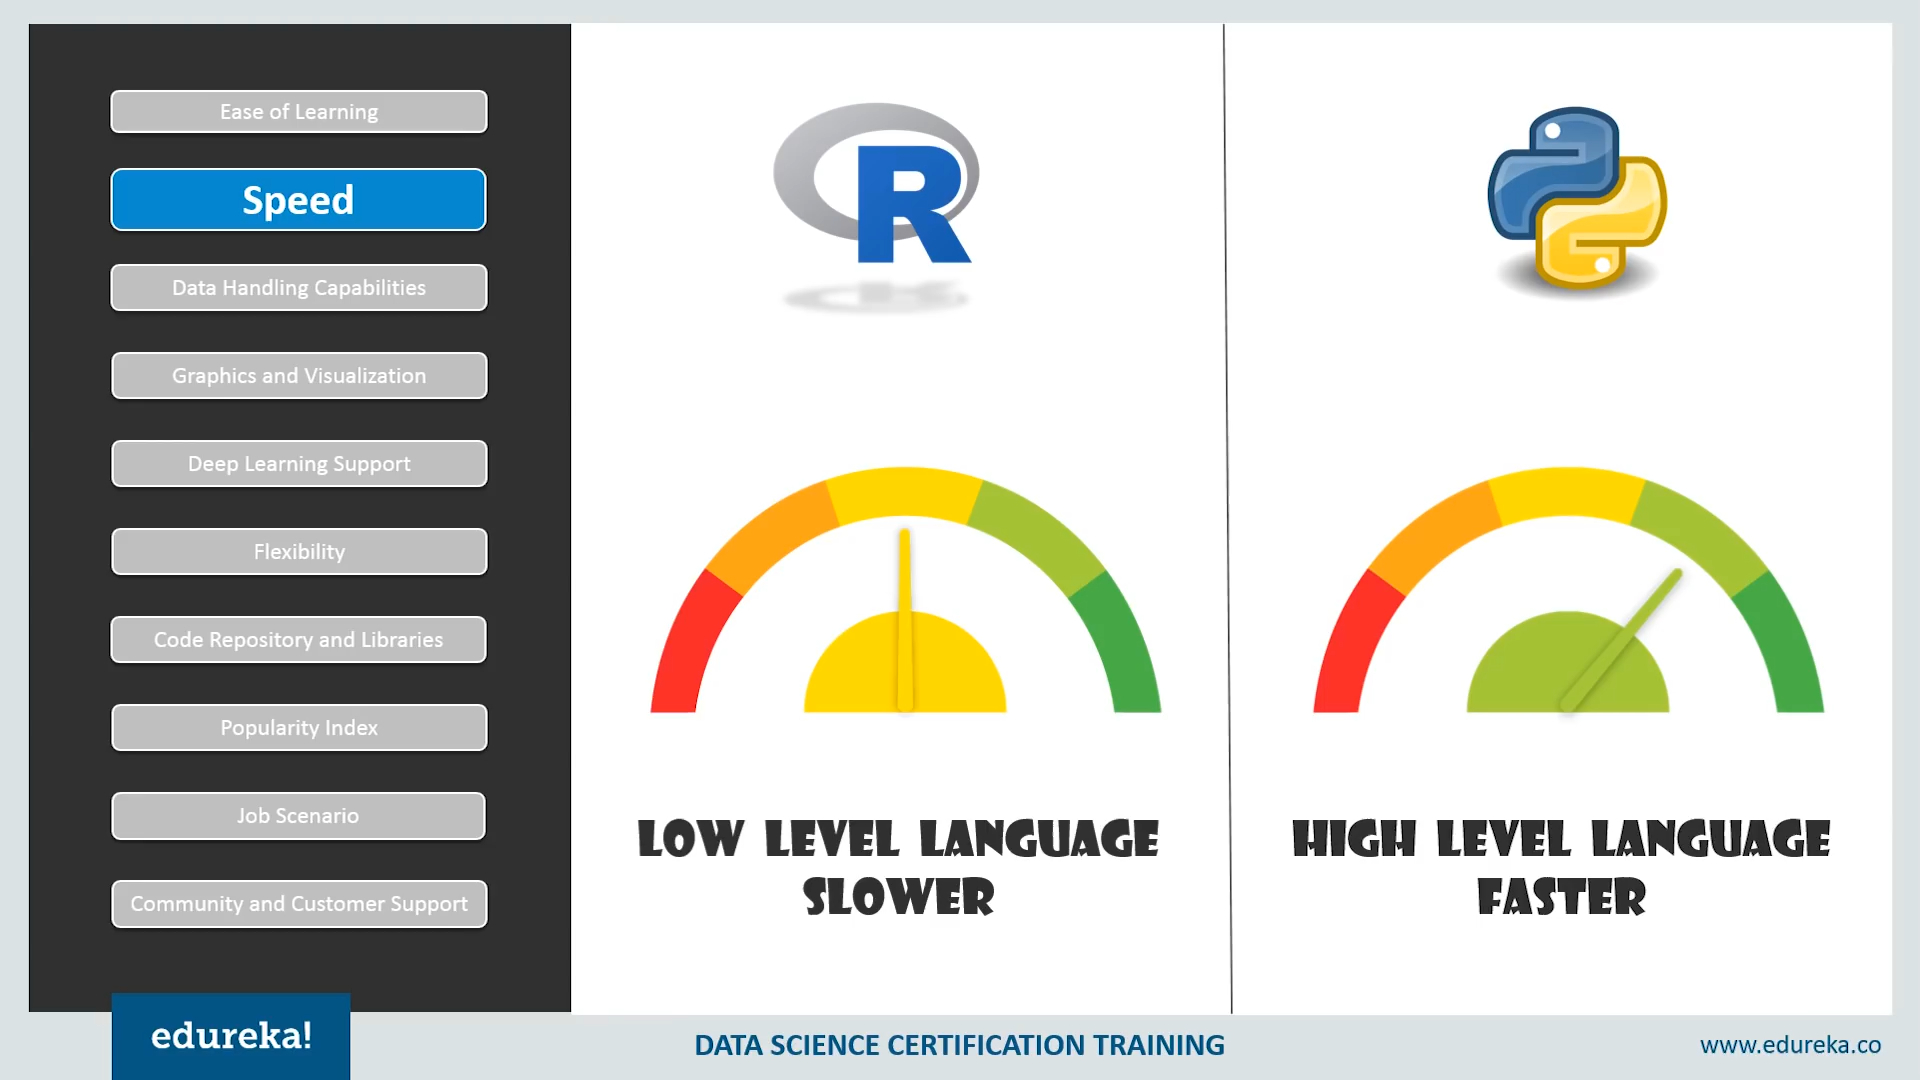 Ease of Learning
Speed
Data Handling Capabilities
Graphics and Visualization
Deep Learning Support
Flexibility
Code Repository and Libraries
Popularity Index
Job Scenario
Community and Customer Support
R
LOW LEVEL LANGUAGE
SLOWER
HIGH LEVEL LANGUAGE
FASTER
edureka!
DATA SCIENCE CERTIFICATION TRAINING
www.edureka.co